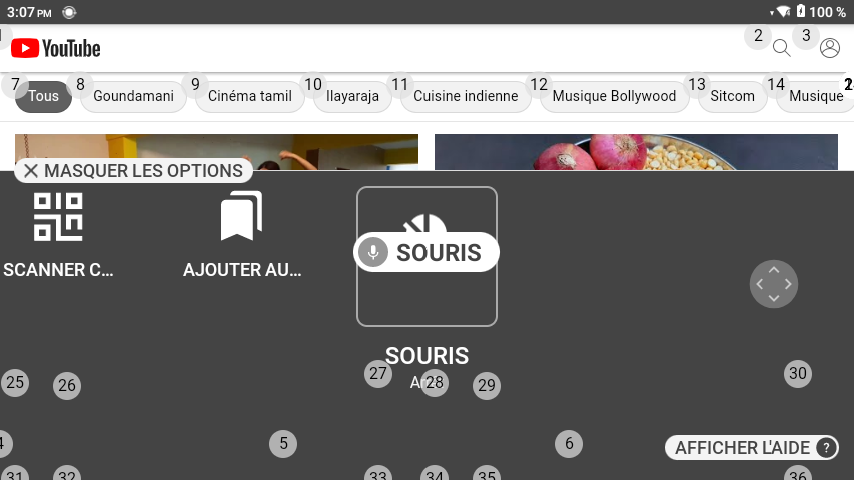 3:07 PM
100 %
2
3
YouTube
7
8
9
10
11
12
13
14
Tous
Goundamani
Cinéma tamil
Ilayaraja
Cuisine indienne
Musique Bollywood
Sitcom
Musique
MASQUER LES OPTIONS
SOURIS
SCANNER C...
AJOUTER AU...
SOURIS
25
26
27
28
29
30
4
5
6
AFFICHER L'AIDE ?
31
32
33
34
35
36